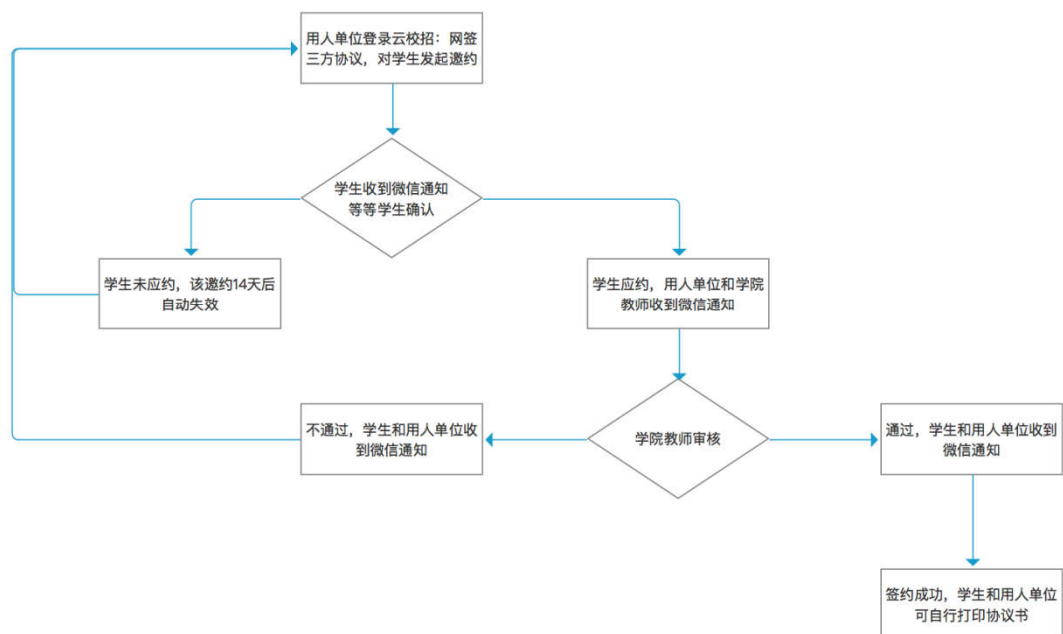 用人单位登录云校招：网签
三方协议，对学生发起邀约
学生收到微信通知
等等学生确认
学生未应约，该邀约14天后
自动失效
学生应约，用人单位和学院
教师收到微信通知
不通过，学生和用人单位收
到微信通知
学院教师审核
通过，学生和用人单位收到
微信通知
签约成功，学生和用人单位
可自行打印协议书